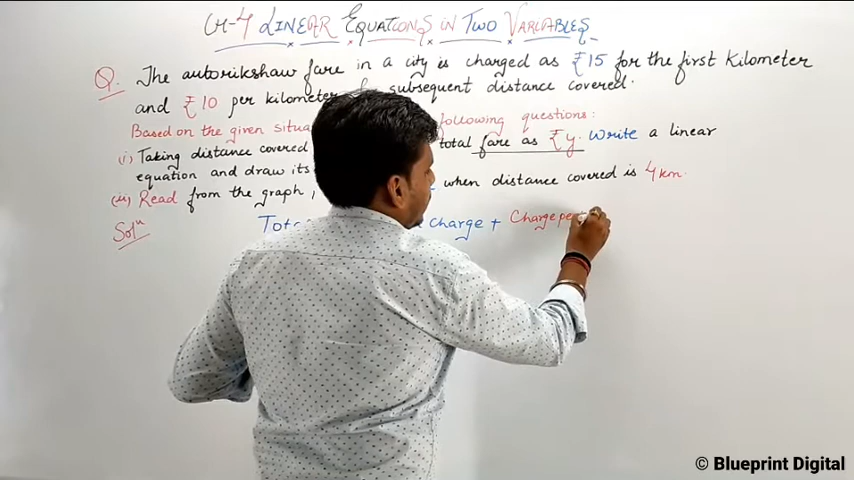 CH-4 LINEAR EQUATIONS IN TWO VARIABLES
Q. The autorikshaw fare in a city is charged as ₹15 for the first kilometer
and ₹10 per kilometer subsequent distance covered.
Based on the given following questions:
(i) Taking distance covered total fare as ₹y. Write a linear
equation and draw its
(ii) Read from the graph, when distance covered is 4 km.
Solⁿ charge + Charge pe
© Blueprint Digital